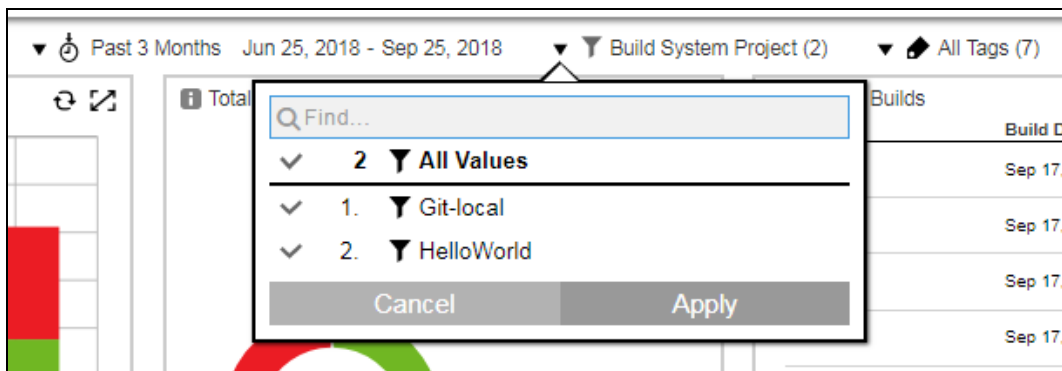 Past 3 Months Jun 25, 2018 - Sep 25, 2018 Build System Project (2) All Tags (7)
Total
Builds
Find...
Build D
2 All Values
Sep 17,
1. Git-local
Sep 17,
2. HelloWorld
Sep 17,
Cancel Apply
Sep 17,